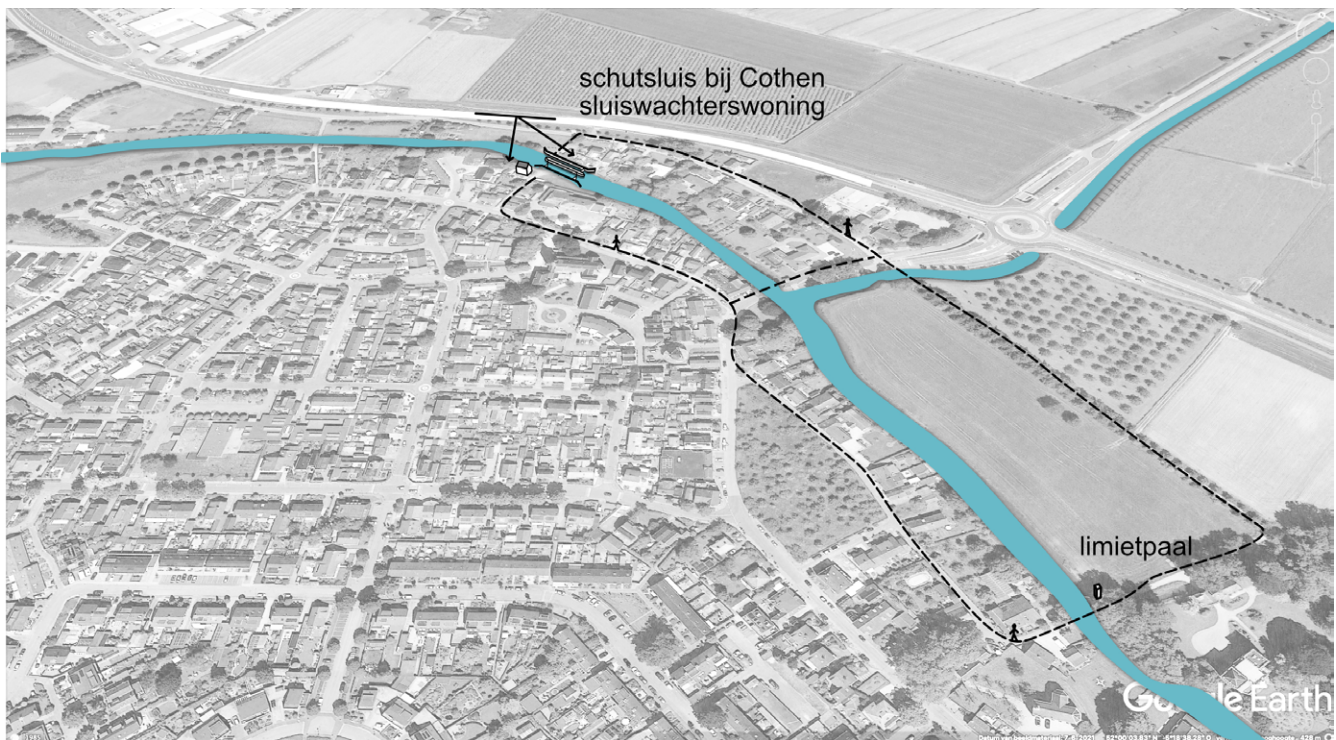 schutsluis bij Cothen
sluiswachterswoning
limietpaal
Google Earth